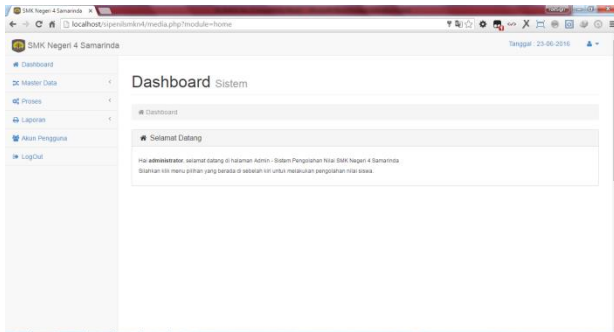 SMK Negeri 4 Samarinda
localhost/sipenilomkn4/media.php?module=home
SMK Negeri 4 Samarinda
Tanggal : 23-06-2016
Dashboard
Master Data
Proses
Laporan
Akun Pengguna
LogOut
Dashboard Sistem
Dashboard
Selamat Datang
Hai administrator, selamat datang di halaman Admin - Sistem Pengolahan Nilai SMK Negeri 4 Samarinda.
Silahkan klik menu pilihan yang berada di sebelah kiri untuk melakukan pengolahan nilai siswa.